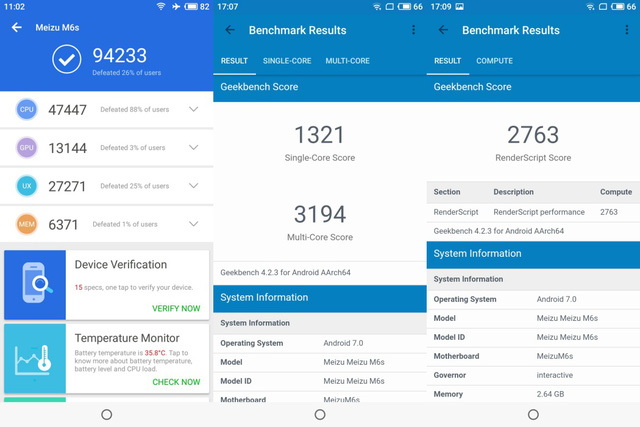 11:02
82
Meizu M6s
94233
Defeated 26% of users
CPU 47447 Defeated 88% of users
GPU 13144 Defeated 3% of users
UX 27271 Defeated 25% of users
MEM 6371 Defeated 1% of users
Device Verification
15 specs, one tap to verify your device.
VERIFY NOW
Temperature Monitor
Battery temperature is 35.8°C. Tap to
know more about battery temperature,
battery level and CPU load.
CHECK NOW
17:07
66
Benchmark Results
RESULT SINGLE-CORE MULTI-CORE
Geekbench Score
1321
Single-Core Score
3194
Multi-Core Score
Geekbench 4.2.3 for Android AArch64
System Information
System Information
Operating System Android 7.0
Model Meizu Meizu M6s
Model ID Meizu Meizu M6s
Motherboard MeizuM6s
17:09
66
Benchmark Results
RESULT COMPUTE
Geekbench Score
2763
RenderScript Score
Section Description Compute
RenderScript RenderScript performance 2763
Geekbench 4.2.3 for Android AArch64
System Information
System Information
Operating System Android 7.0
Model Meizu Meizu M6s
Model ID Meizu Meizu M6s
Motherboard MeizuM6s
Governor interactive
Memory 2.64 GB